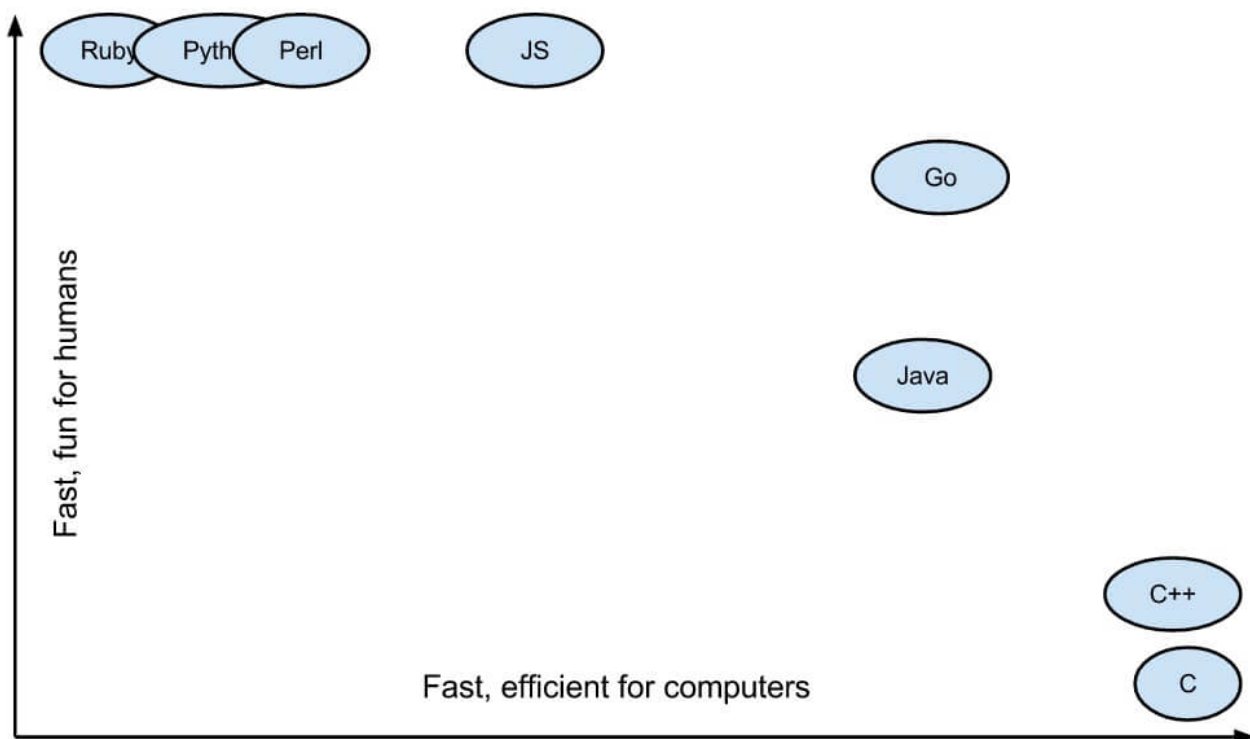 Ruby Pyth Perl JS
Go
Fast, fun for humans
Java
C++
Fast, efficient for computers
C